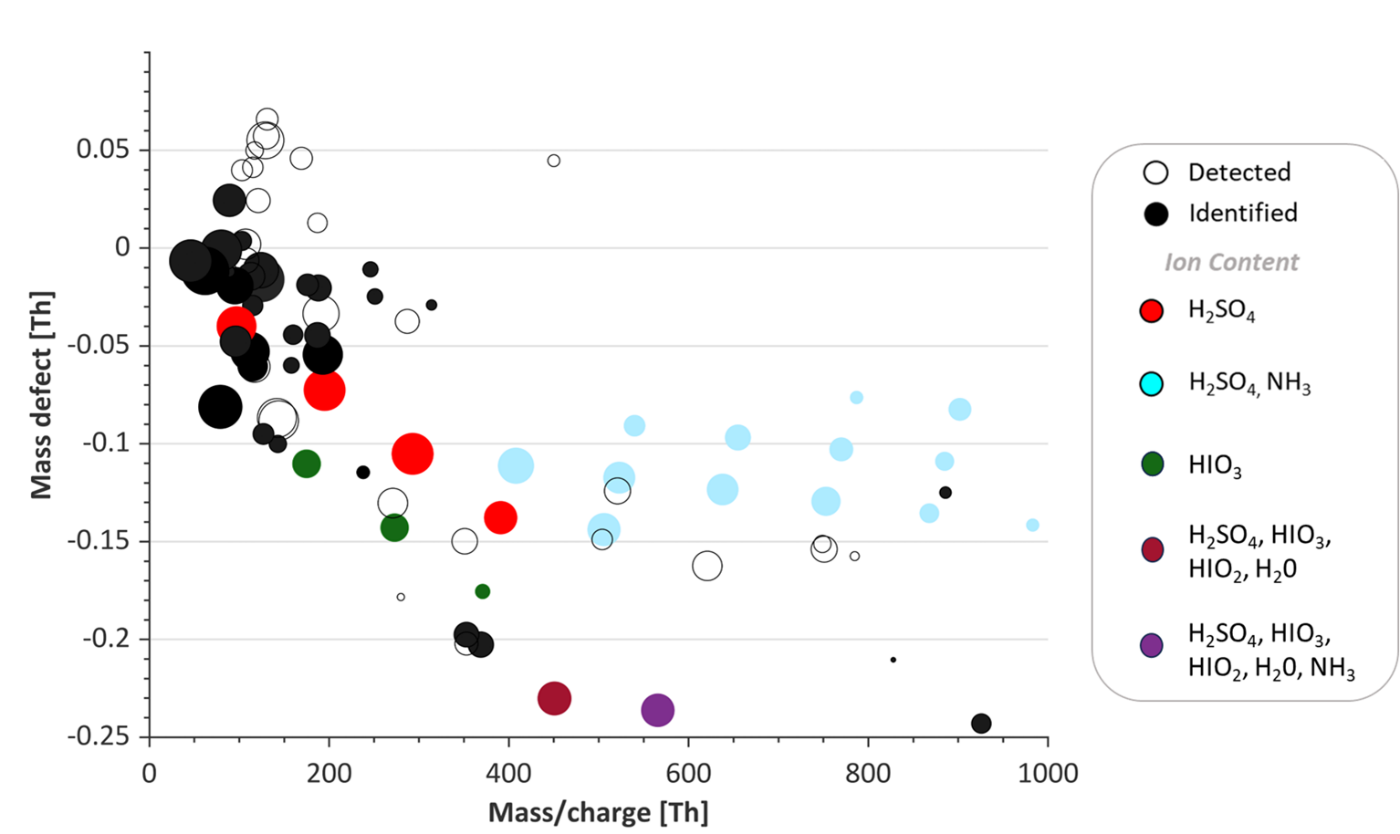 Mass defect [Th]
0.05
0
-0.05
-0.1
-0.15
-0.2
-0.25
0 200 400 600 800 1000
Mass/charge [Th]
Detected
Identified
Ion Content
H₂SO₄
H₂SO₄, NH₃
HIO₃
H₂SO₄, HIO₃,
HIO₂, H₂0
H₂SO₄, HIO₃,
HIO₂, H₂0, NH₃